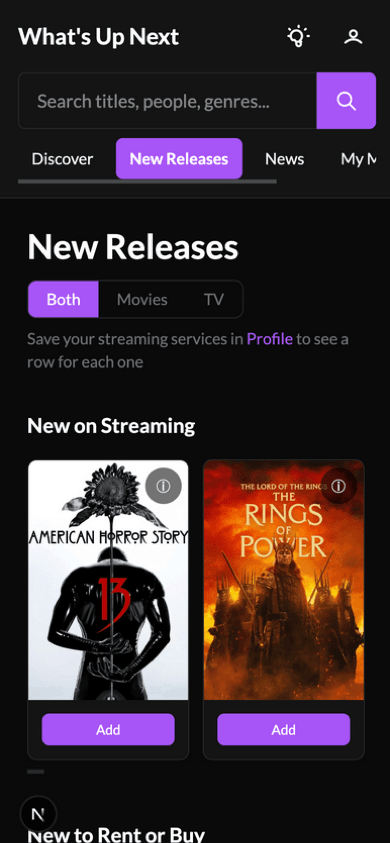 What's Up Next
Search titles, people, genres...
Discover
New Releases
News
My M
New Releases
Both
Movies
TV
Save your streaming services in Profile to see a
row for each one
New on Streaming
AMERICAN HORROR STORY
13
THE LORD OF THE RINGS
THE
RINGS
OF
POWER
Add
Add
N
New to Rent or Buy